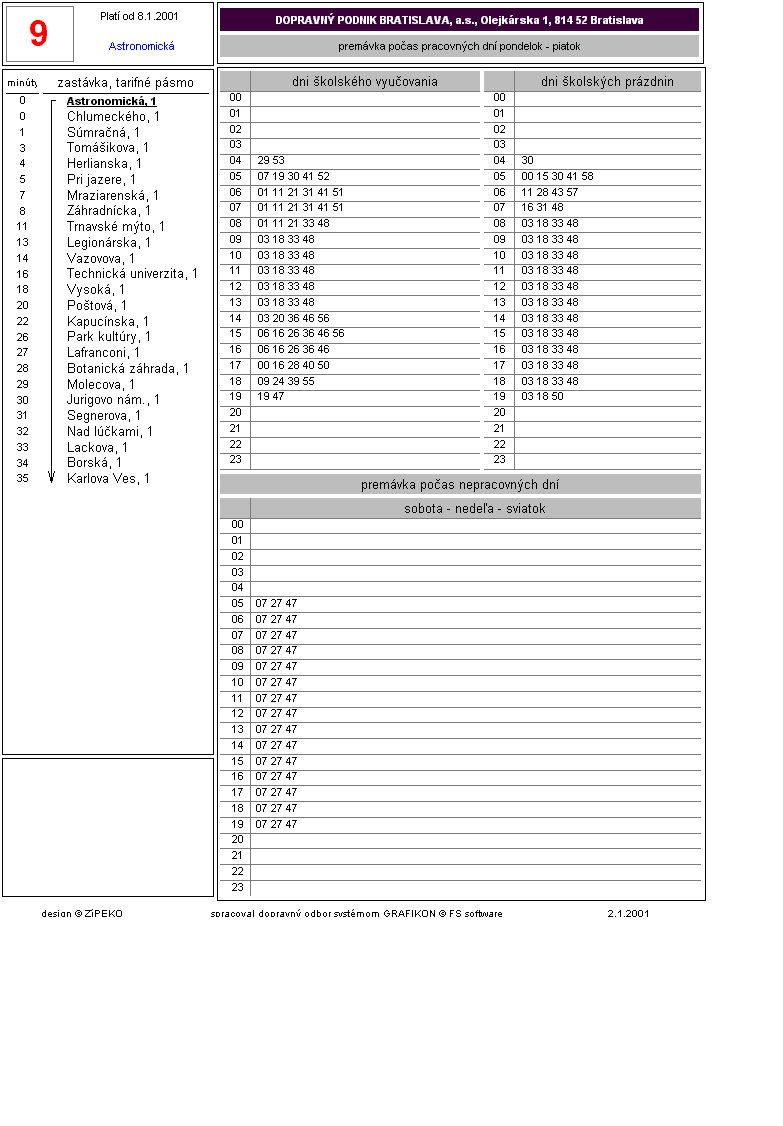 9
Platí od 8.1.2001
Astronomická
DOPRAVNÝ PODNIK BRATISLAVA, a.s., Olejkárska 1, 814 52 Bratislava
premávka počas pracovných dní pondelok - piatok
minúty zastávka, tarifné pásmo
0 Astronomická, 1
0 Chlumeckého, 1
1 Súmračná, 1
3 Tomášikova, 1
4 Herlianska, 1
5 Pri jazere, 1
7 Mraziarenská, 1
8 Záhradnícka, 1
11 Trnavské mýto, 1
13 Legionárska, 1
14 Vazovova, 1
16 Technická univerzita, 1
18 Vysoká, 1
20 Poštová, 1
22 Kapucínska, 1
26 Park kultúry, 1
27 Lafranconi, 1
28 Botanická záhrada, 1
29 Molecova, 1
30 Jurigovo nám., 1
31 Segnerova, 1
32 Nad lúčkami, 1
33 Lackova, 1
34 Borská, 1
35 Karlova Ves, 1
dni školského vyučovania
00
01
02
03
04 29 53
05 07 19 30 41 52
06 01 11 21 31 41 51
07 01 11 21 31 41 51
08 01 11 21 33 48
09 03 18 33 48
10 03 18 33 48
11 03 18 33 48
12 03 18 33 48
13 03 18 33 48
14 03 20 36 46 56
15 06 16 26 36 46 56
16 06 16 26 36 46
17 00 16 28 40 50
18 09 24 39 55
19 19 47
20
21
22
23
dni školských prázdnin
00
01
02
03
04 30
05 00 15 30 41 58
06 11 28 43 57
07 16 31 48
08 03 18 33 48
09 03 18 33 48
10 03 18 33 48
11 03 18 33 48
12 03 18 33 48
13 03 18 33 48
14 03 18 33 48
15 03 18 33 48
16 03 18 33 48
17 03 18 33 48
18 03 18 33 48
19 03 18 50
20
21
22
23
premávka počas nepracovných dní
sobota - nedeľa - sviatok
00
01
02
03
04
05 07 27 47
06 07 27 47
07 07 27 47
08 07 27 47
09 07 27 47
10 07 27 47
11 07 27 47
12 07 27 47
13 07 27 47
14 07 27 47
15 07 27 47
16 07 27 47
17 07 27 47
18 07 27 47
19 07 27 47
20
21
22
23
design © ZiPEKO
spracoval dopravný odbor systémom GRAFIKON © FS software
2.1.2001